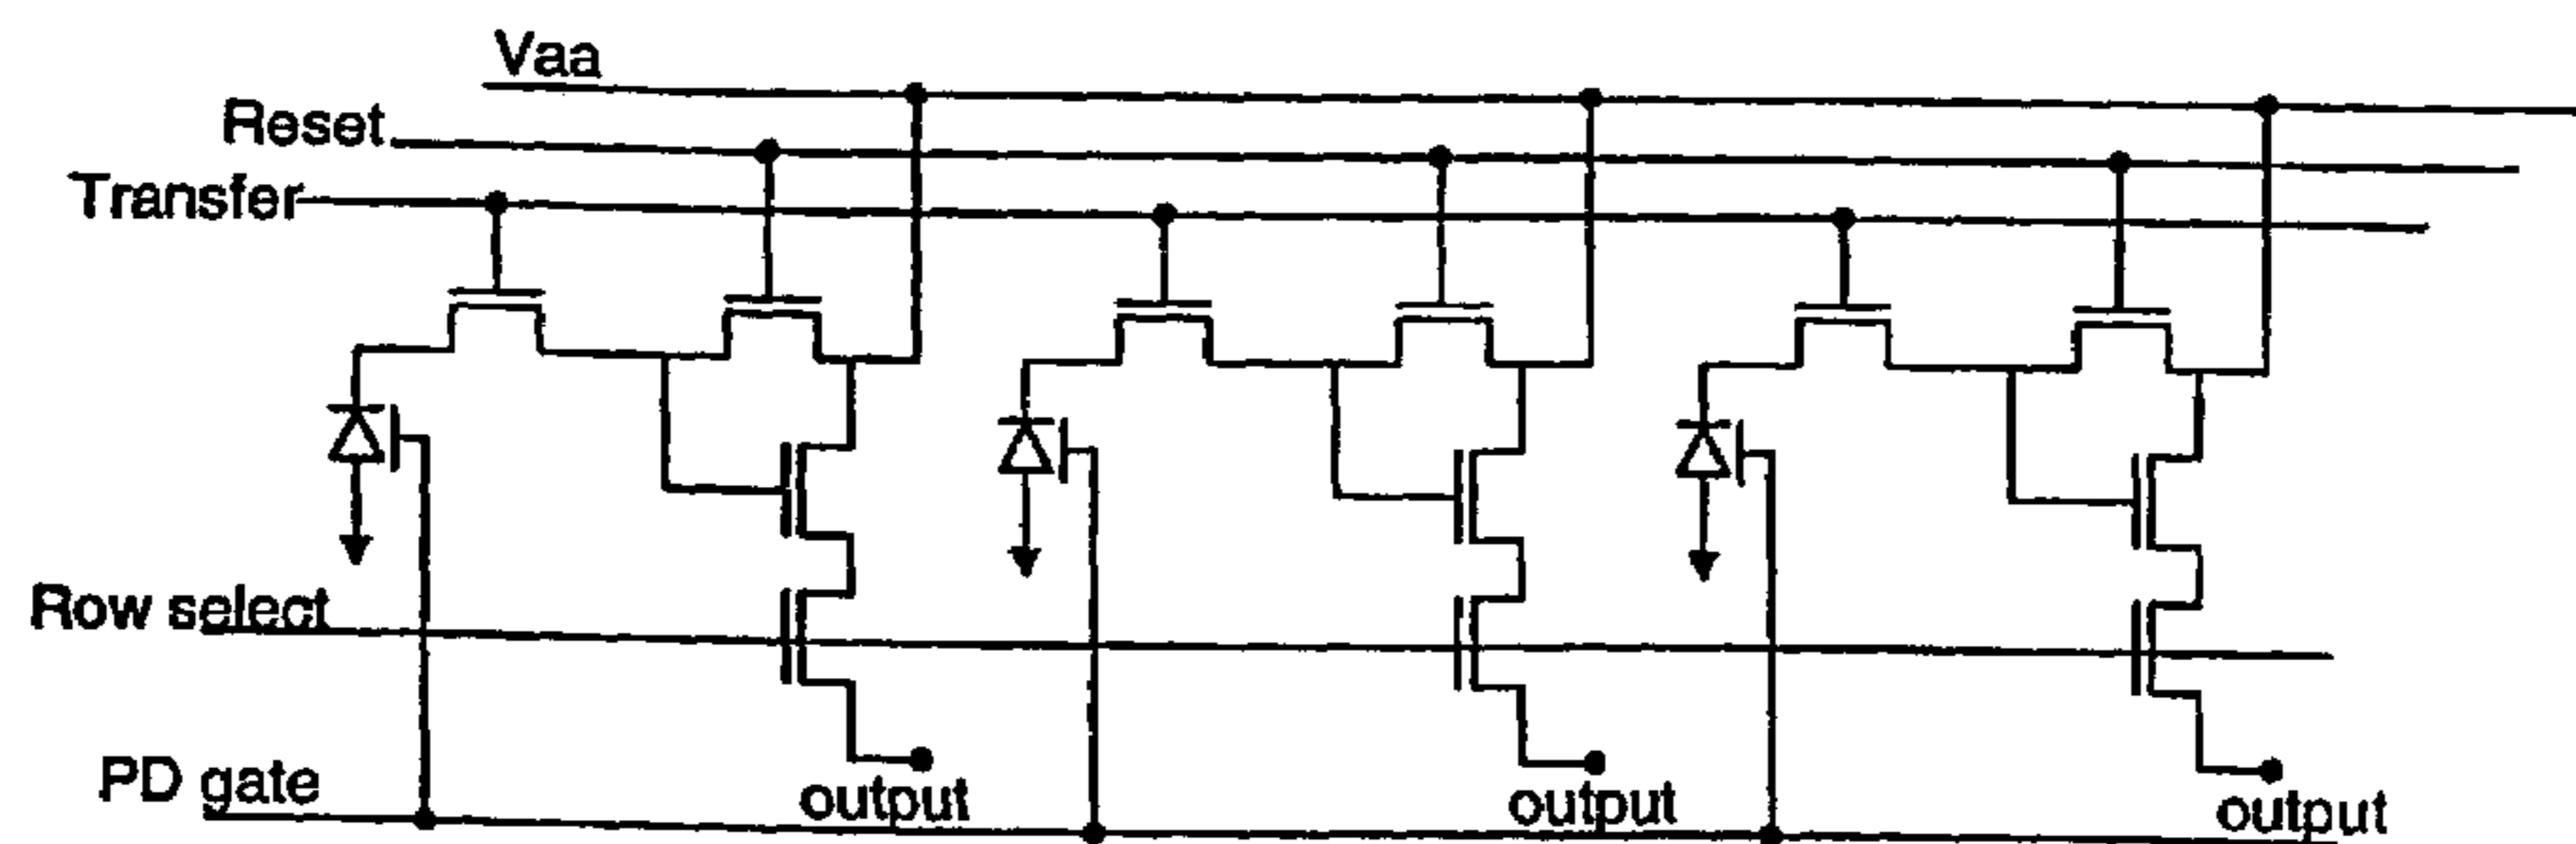 Vaa
Reset
Transfer
Row select
PD gate
output
output
output